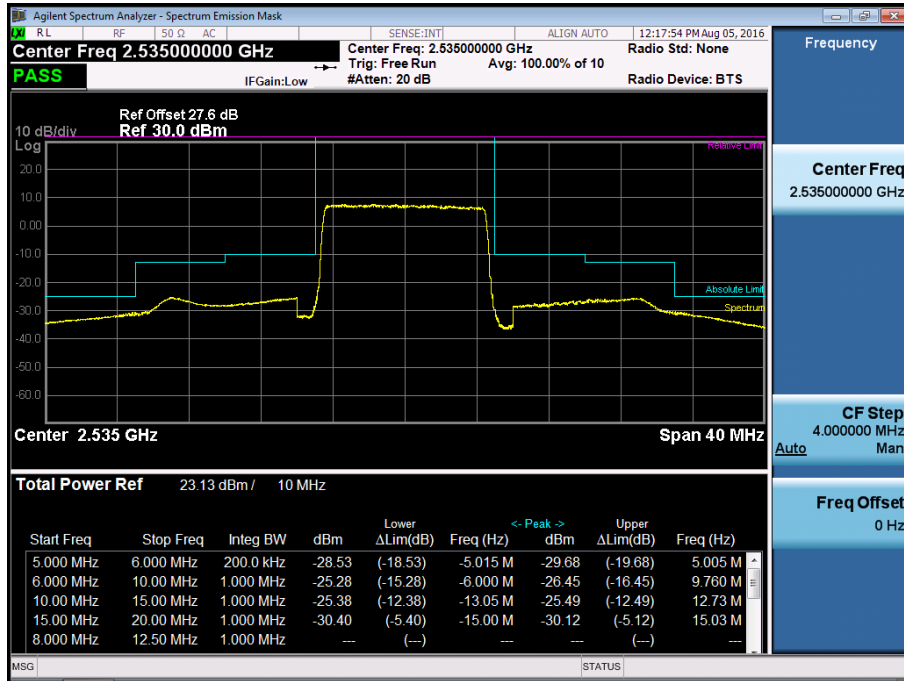 Agilent Spectrum Analyzer - Spectrum Emission Mask
LXI RL RF 50 Ω AC SENSE:INT ALIGN AUTO 12:17:54 PM Aug 05, 2016
Center Freq 2.535000000 GHz
Center Freq: 2.535000000 GHz
Radio Std: None
Trig: Free Run Avg: 100.00% of 10
PASS
IFGain:Low
#Atten: 20 dB
Radio Device: BTS
Frequency
Ref Offset 27.6 dB
10 dB/div Ref 30.0 dBm
Log
Relative Limit
20.0
10.0
0.00
-10.0
-20.0
Absolute Limit
-30.0
Spectrum
-40.0
-50.0
-60.0
Center 2.535 GHz
Span 40 MHz
Center Freq
2.535000000 GHz
CF Step
4.000000 MHz
Auto Man
Freq Offset
0 Hz
Total Power Ref 23.13 dBm / 10 MHz
Lower <- Peak -> Upper
Start Freq Stop Freq Integ BW dBm ΔLim(dB) Freq (Hz) dBm ΔLim(dB) Freq (Hz)
5.000 MHz 6.000 MHz 200.0 kHz -28.53 (-18.53) -5.015 M -29.68 (-19.68) 5.005 M
6.000 MHz 10.00 MHz 1.000 MHz -25.28 (-15.28) -6.000 M -26.45 (-16.45) 9.760 M
10.00 MHz 15.00 MHz 1.000 MHz -25.38 (-12.38) -13.05 M -25.49 (-12.49) 12.73 M
15.00 MHz 20.00 MHz 1.000 MHz -30.40 (-5.40) -15.00 M -30.12 (-5.12) 15.03 M
8.000 MHz 12.50 MHz 1.000 MHz --- (---) --- --- (---) ---
MSG STATUS